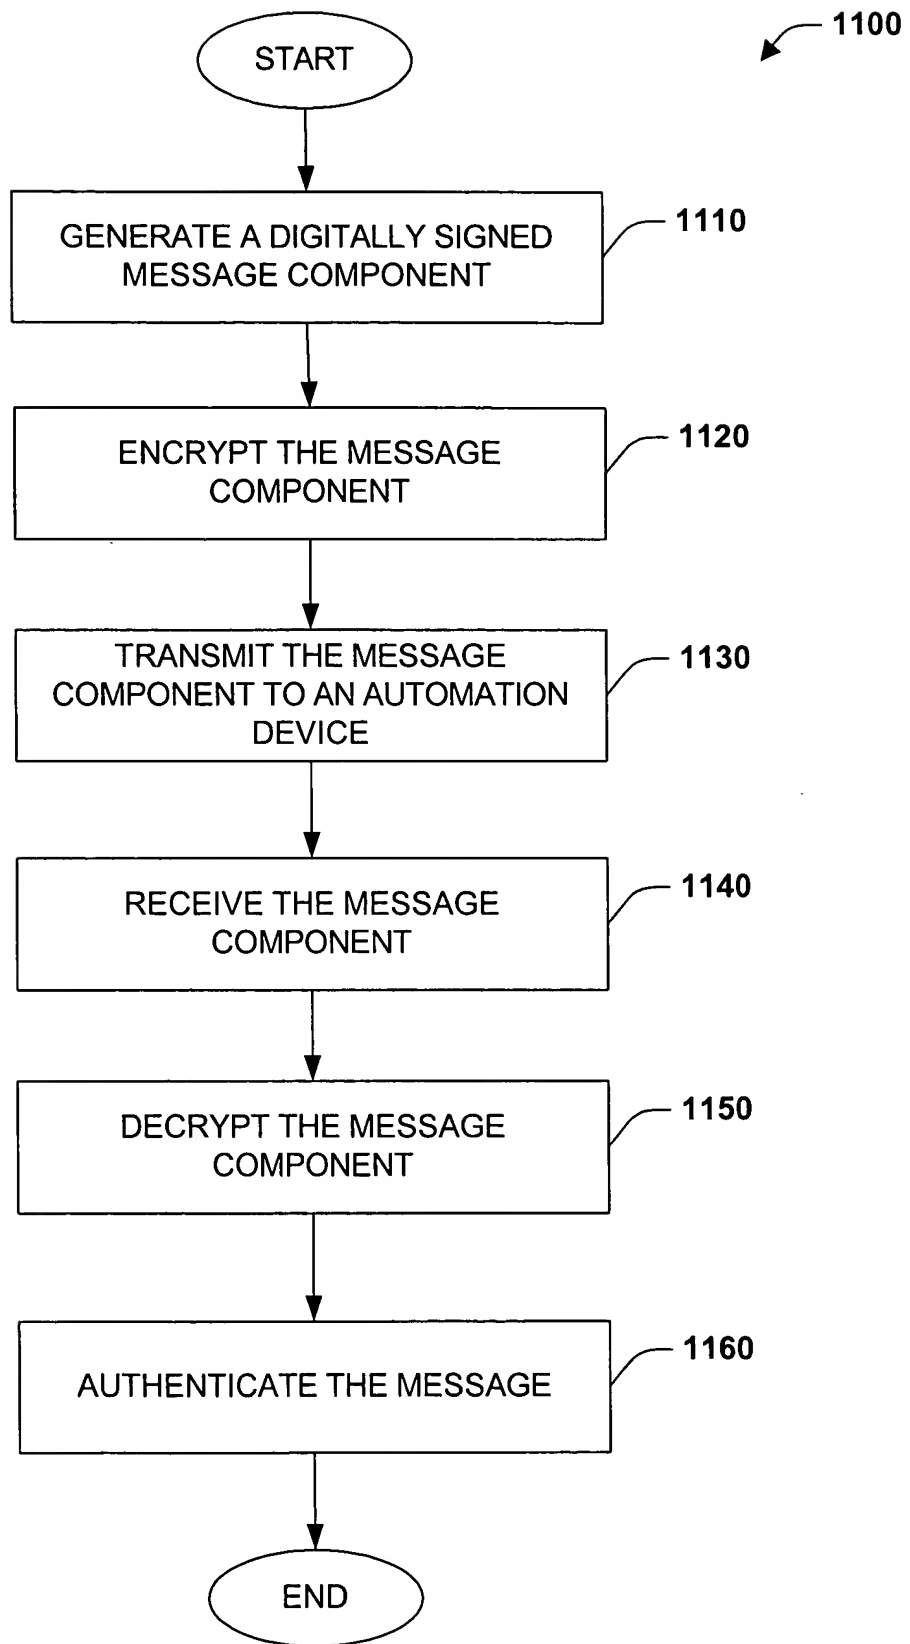 1100
START
GENERATE A DIGITALLY SIGNED
MESSAGE COMPONENT
1110
ENCRYPT THE MESSAGE
COMPONENT
1120
TRANSMIT THE MESSAGE
COMPONENT TO AN AUTOMATION
DEVICE
1130
RECEIVE THE MESSAGE
COMPONENT
1140
DECRYPT THE MESSAGE
COMPONENT
1150
AUTHENTICATE THE MESSAGE
1160
END